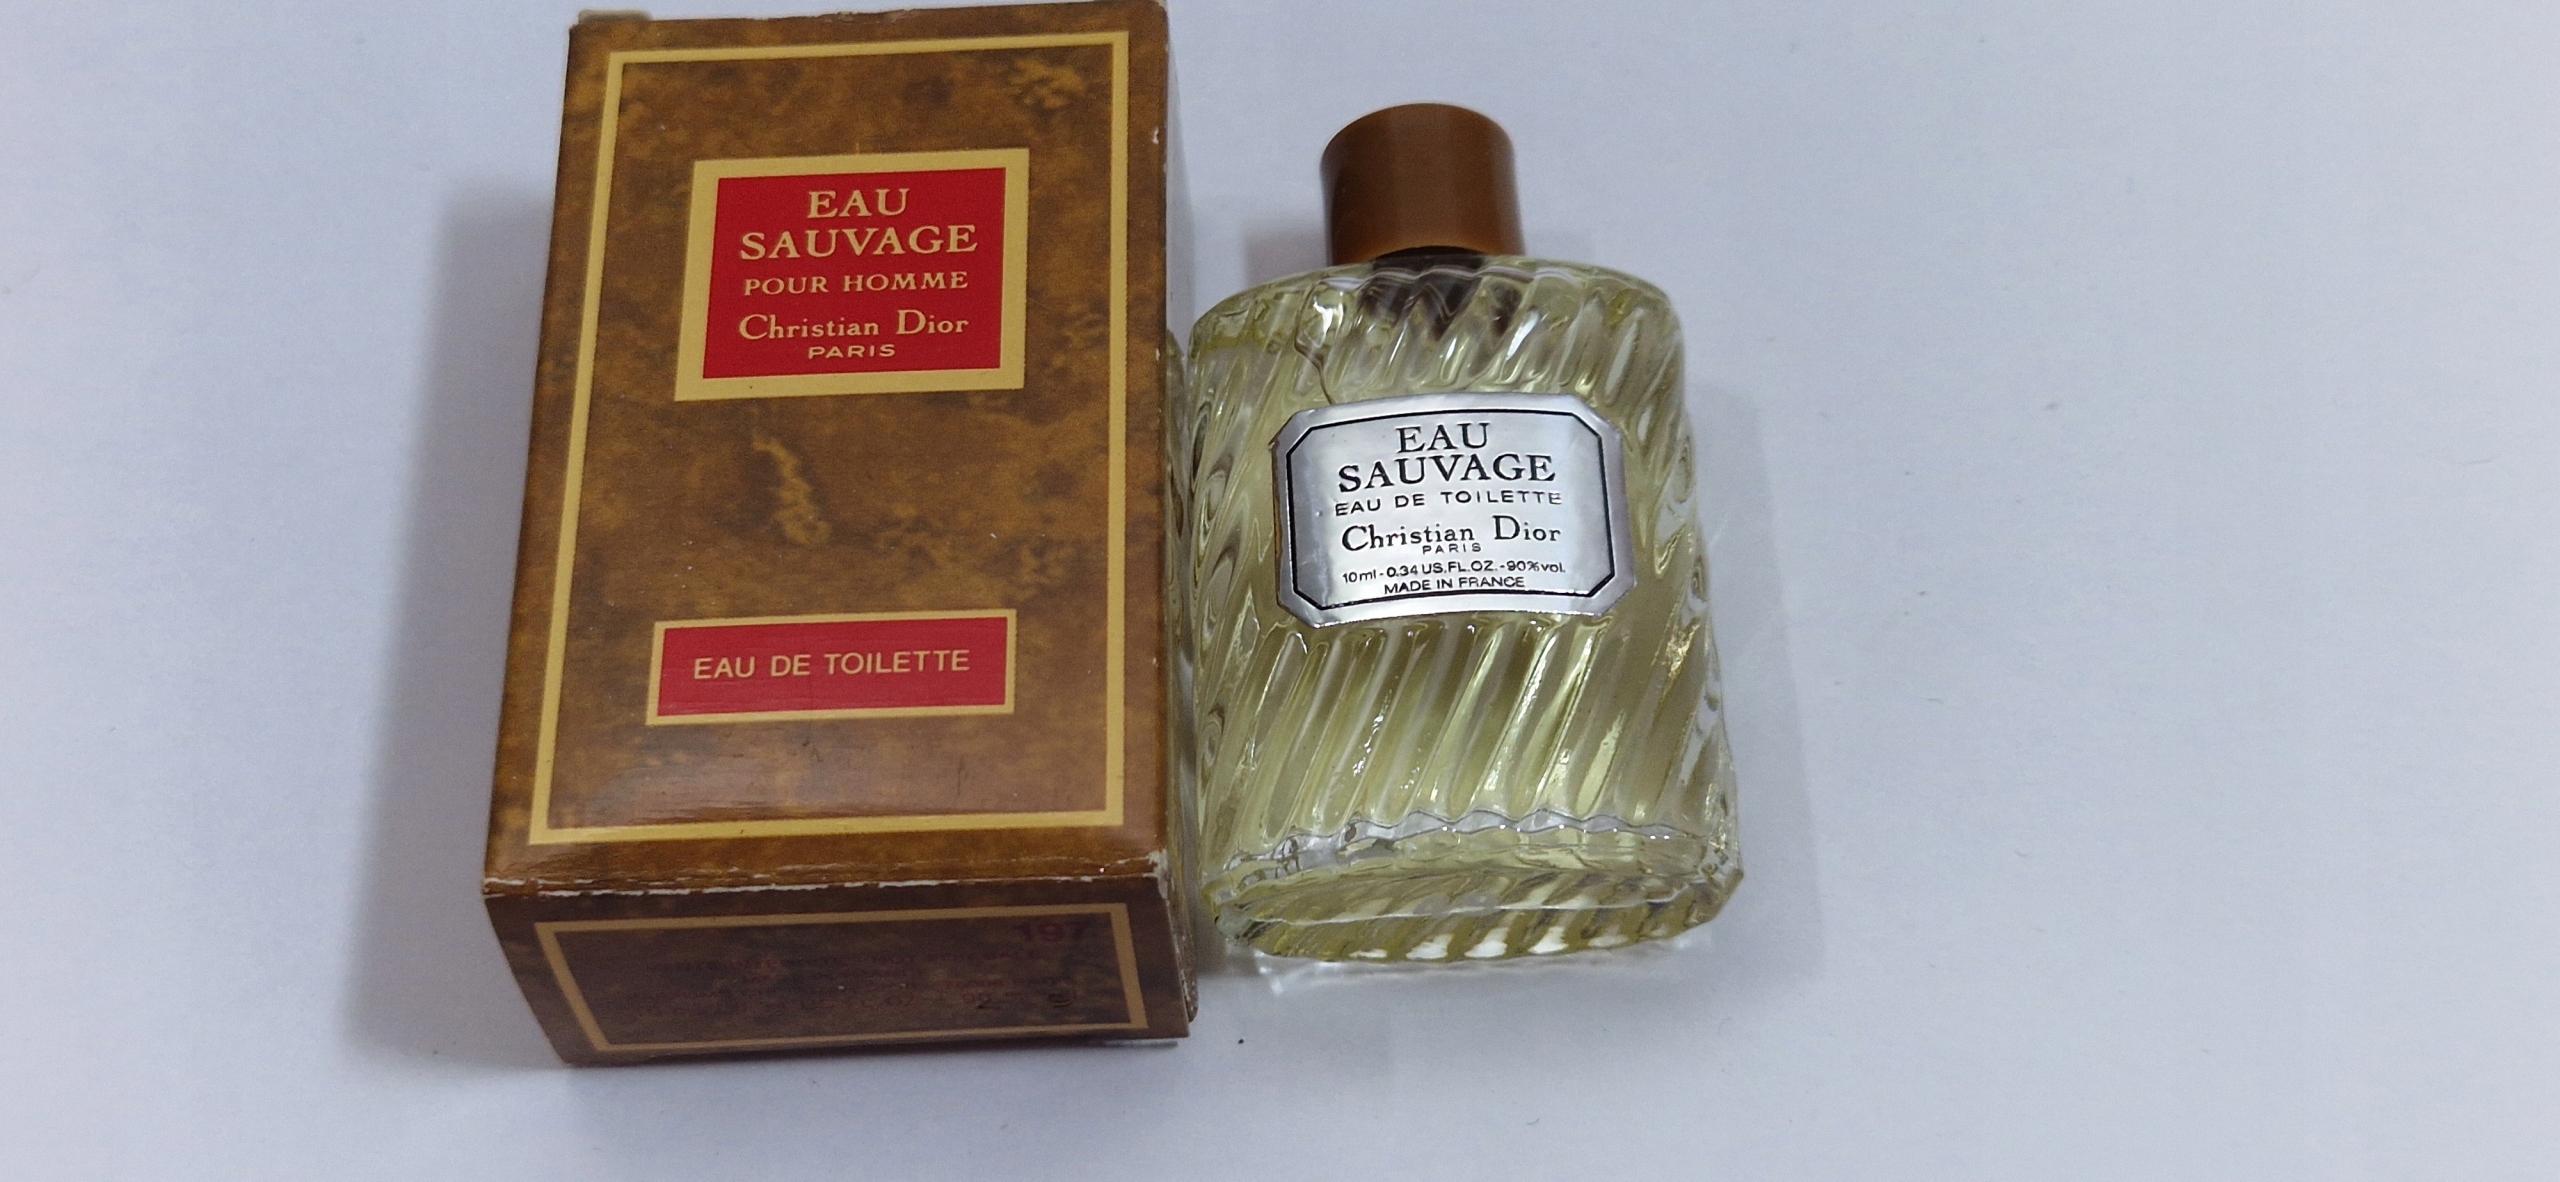 EAU
SAUVAGE
POUR HOMME
Christian Dior
PARIS
EAU DE TOILETTE
197
EAU
SAUVAGE
EAU DE TOILETTE
Christian Dior
PARIS
10ml-0.34 US.FL.OZ.-90%vol.
MADE IN FRANCE